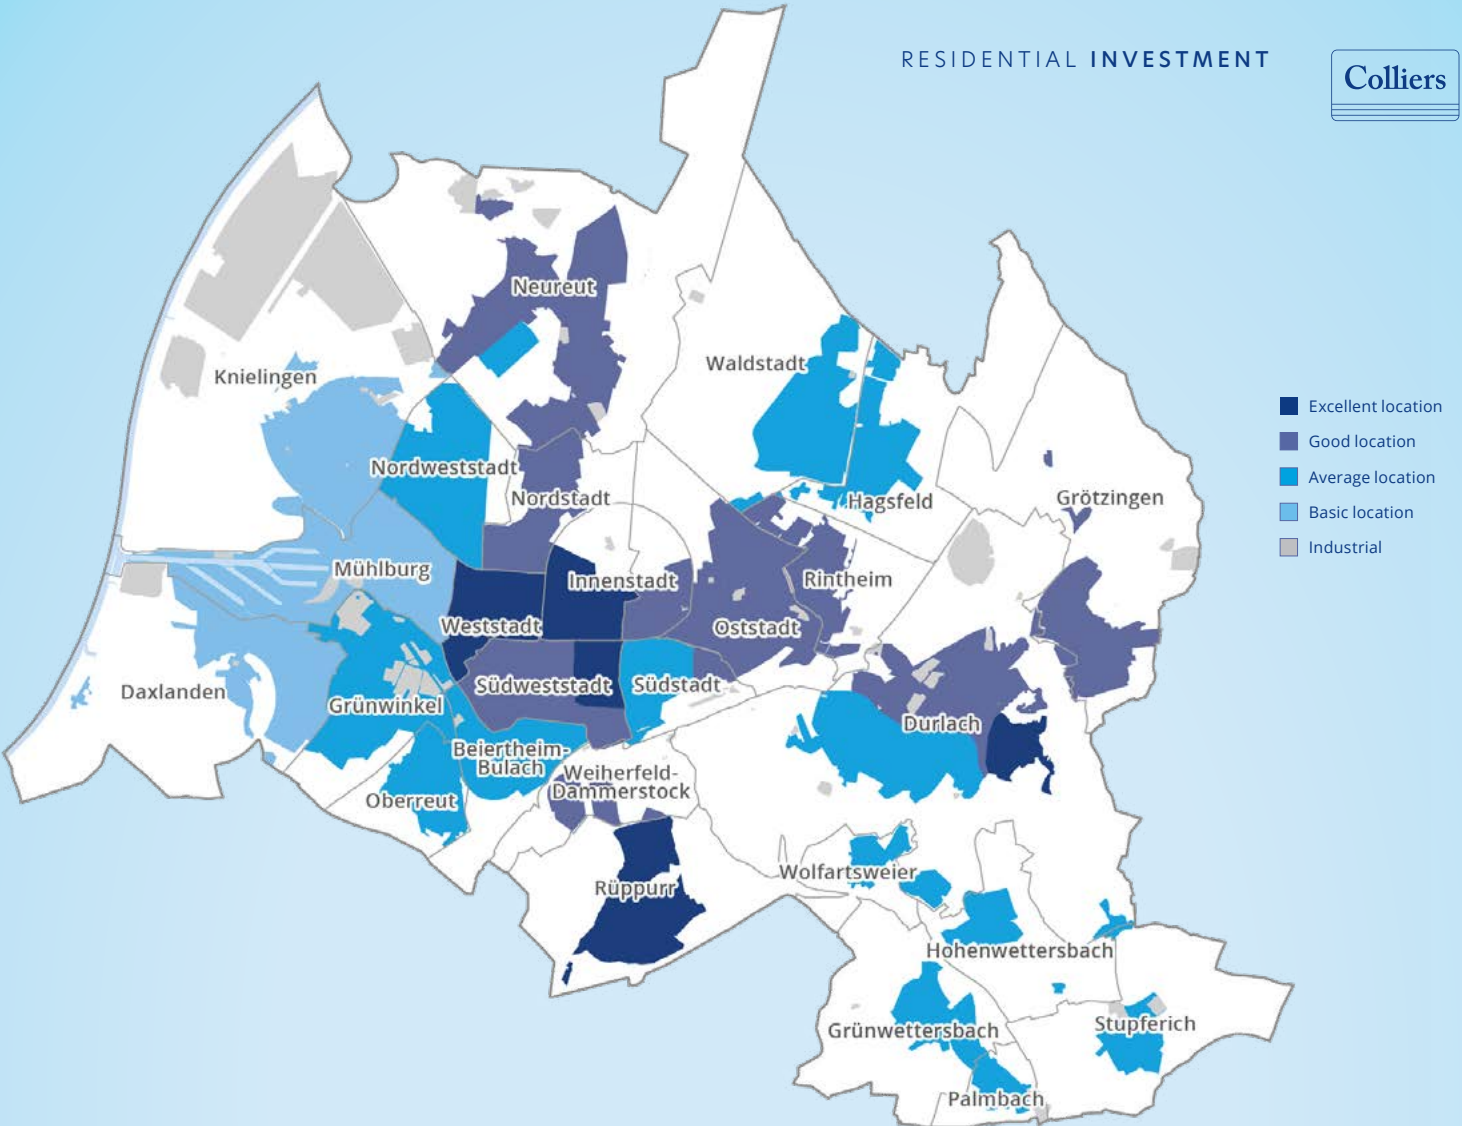 RESIDENTIAL INVESTMENT
Colliers
Neureut
Waldstadt
Knielingen
Excellent location
Good location
Average location
Basic location
Industrial
Nordweststadt
Nordstadt
Hagsfeld
Grötzingen
Mühlburg
Innenstadt
Rintheim
Weststadt
Oststadt
Südweststadt
Südstadt
Daxlanden
Grünwinkel
Durlach
Beiertheim-
Bulach
Weiherfeld-
Dammerstock
Oberreut
Wolfartsweier
Rüppurr
Hohenwettersbach
Grünwettersbach
Stupferich
Palmbach